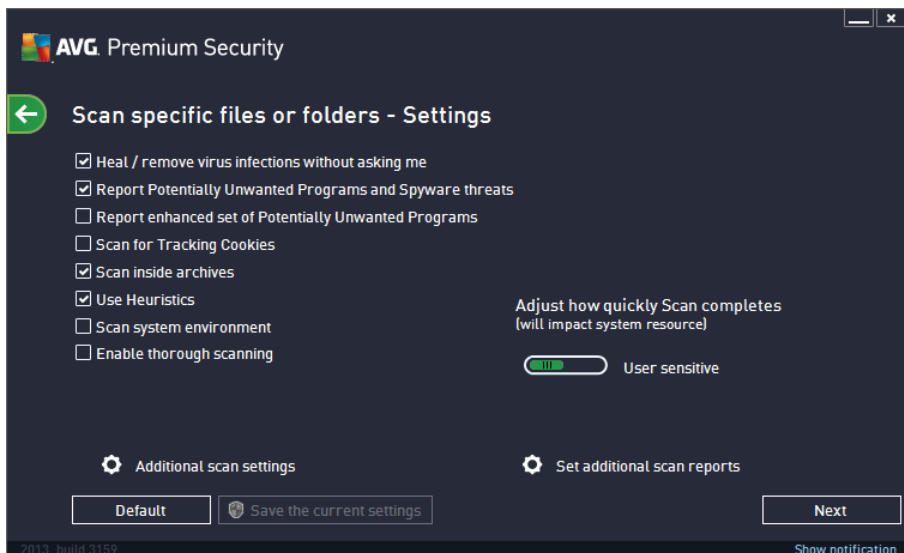 AVG. Premium Security
Scan specific files or folders - Settings
Heal / remove virus infections without asking me
Report Potentially Unwanted Programs and Spyware threats
Report enhanced set of Potentially Unwanted Programs
Scan for Tracking Cookies
Scan inside archives
Use Heuristics
Scan system environment
Enable thorough scanning
Adjust how quickly Scan completes
(will impact system resource)
User sensitive
Additional scan settings
Set additional scan reports
Default
Save the current settings
Next
2013 build 3159
Show notification